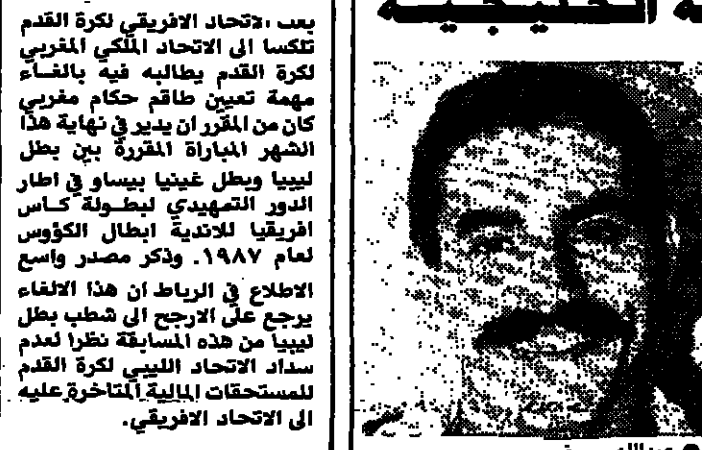 بعث الاتحاد الافريقي لكرة القدم
تلكسا الى الاتحاد الملكي المغربي
لكرة القدم يطالبه فيه بالغاء
مهمة تعيين طاقم حكام مغربي
كان من المقرر ان يدير في نهاية هذا
الشهر المباراة المقررة بين بطل
ليبيا وبطل غينيا بيساو في اطار
الدور التمهيدي لبطولة كاس
افريقيا للاندية ابطال الكؤوس
لعام ١٩٨٧. وذكر مصدر واسع
الاطلاع في الرباط ان هذا الالغاء
يرجع على الارجح الى شطب بطل
ليبيا من هذه المسابقة نظرا لعدم
سداد الاتحاد الليبي لكرة القدم
للمستحقات المالية المتاخرة عليه
الى الاتحاد الافريقي.
الخليجية